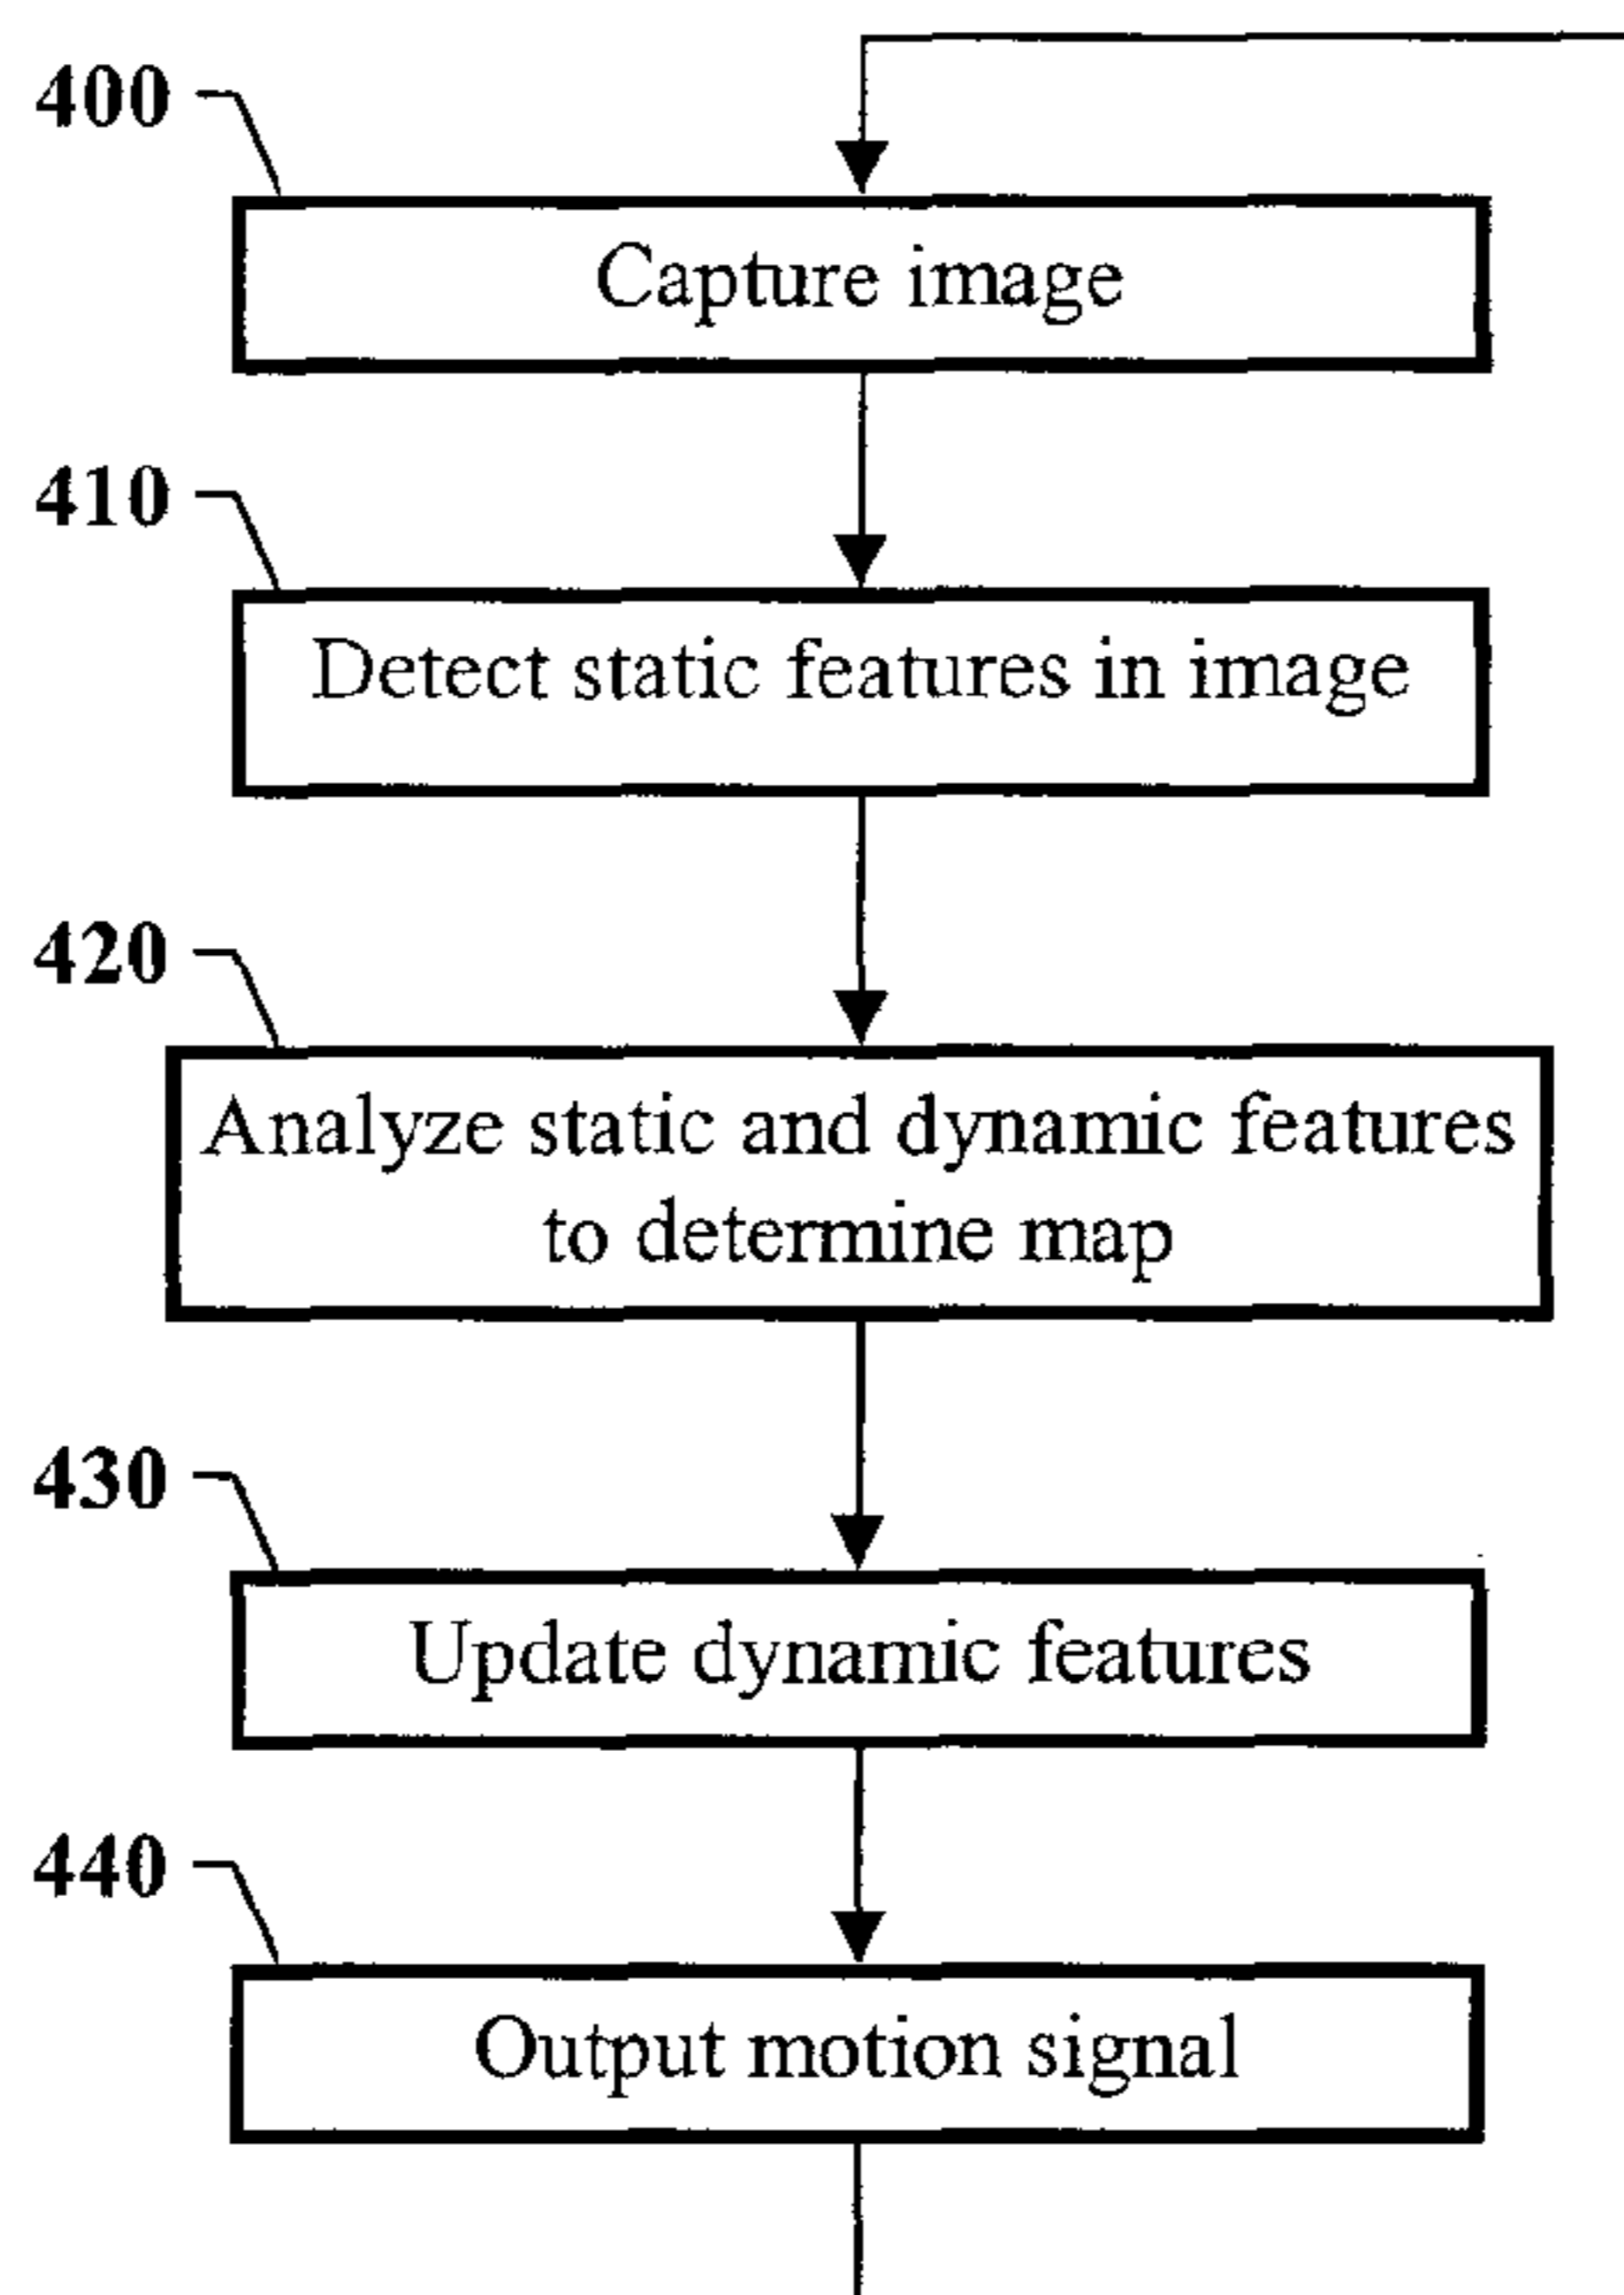 400
Capture image
410
Detect static features in image
420
Analyze static and dynamic features
to determine map
430
Update dynamic features
440
Output motion signal